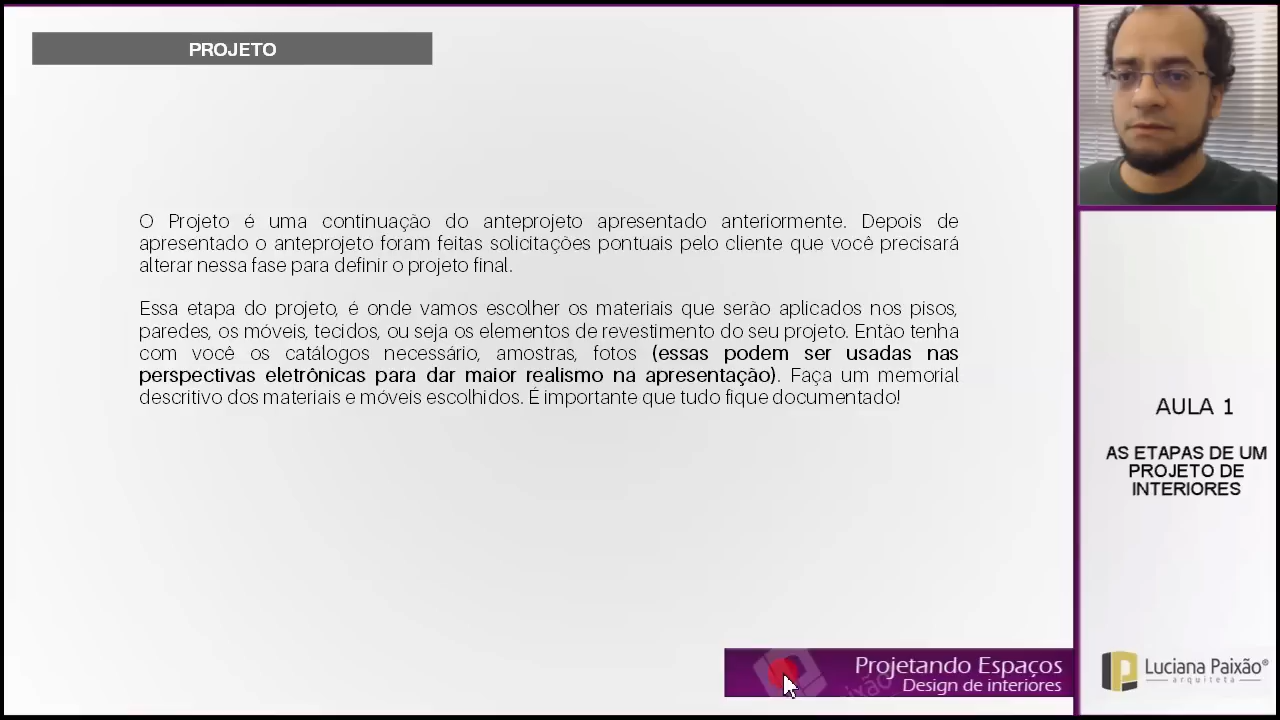 PROJETO
O Projeto é uma continuação do anteprojeto apresentado anteriormente. Depois de
apresentado o anteprojeto foram feitas solicitações pontuais pelo cliente que você precisará
alterar nessa fase para definir o projeto final.
Essa etapa do projeto, é onde vamos escolher os materiais que serão aplicados nos pisos,
paredes, os móveis, tecidos, ou seja os elementos de revestimento do seu projeto. Então tenha
com você os catálogos necessário, amostras, fotos (essas podem ser usadas nas
perspectivas eletrônicas para dar maior realismo na apresentação). Faça um memorial
descritivo dos materiais e móveis escolhidos. É importante que tudo fique documentado!
AULA 1
AS ETAPAS DE UM
PROJETO DE
INTERIORES
Projetando Espaços
Design de interiores
Paixão
Luciana Paixão®
arquiteta